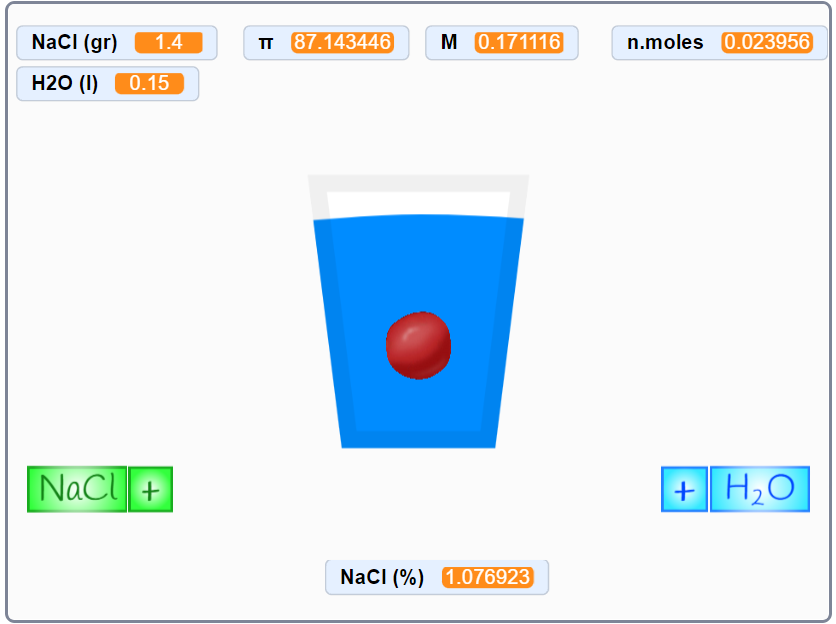 NaCl (gr) 1.4 π 87.143446 M 0.171116 n.moles 0.023956
H2O (l) 0.15
NaCl + + H₂O
NaCl (%) 1.076923